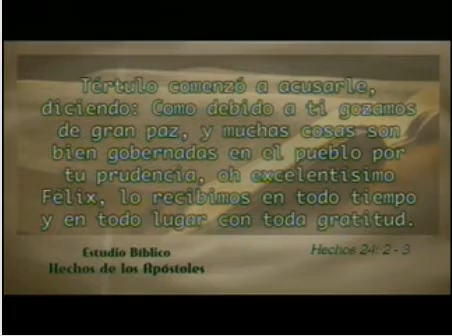 Tértulo comenzó a acusarle,
diciendo: Como debido a ti gozamos
de gran paz, y muchas cosas son
bien gobernadas en el pueblo por
tu prudencia, oh excelentísimo
Félix, lo recibimos en todo tiempo
y en todo lugar con toda gratitud.
Hechos 24: 2 - 3
Estudio Bíblico
Hechos de los Apóstoles